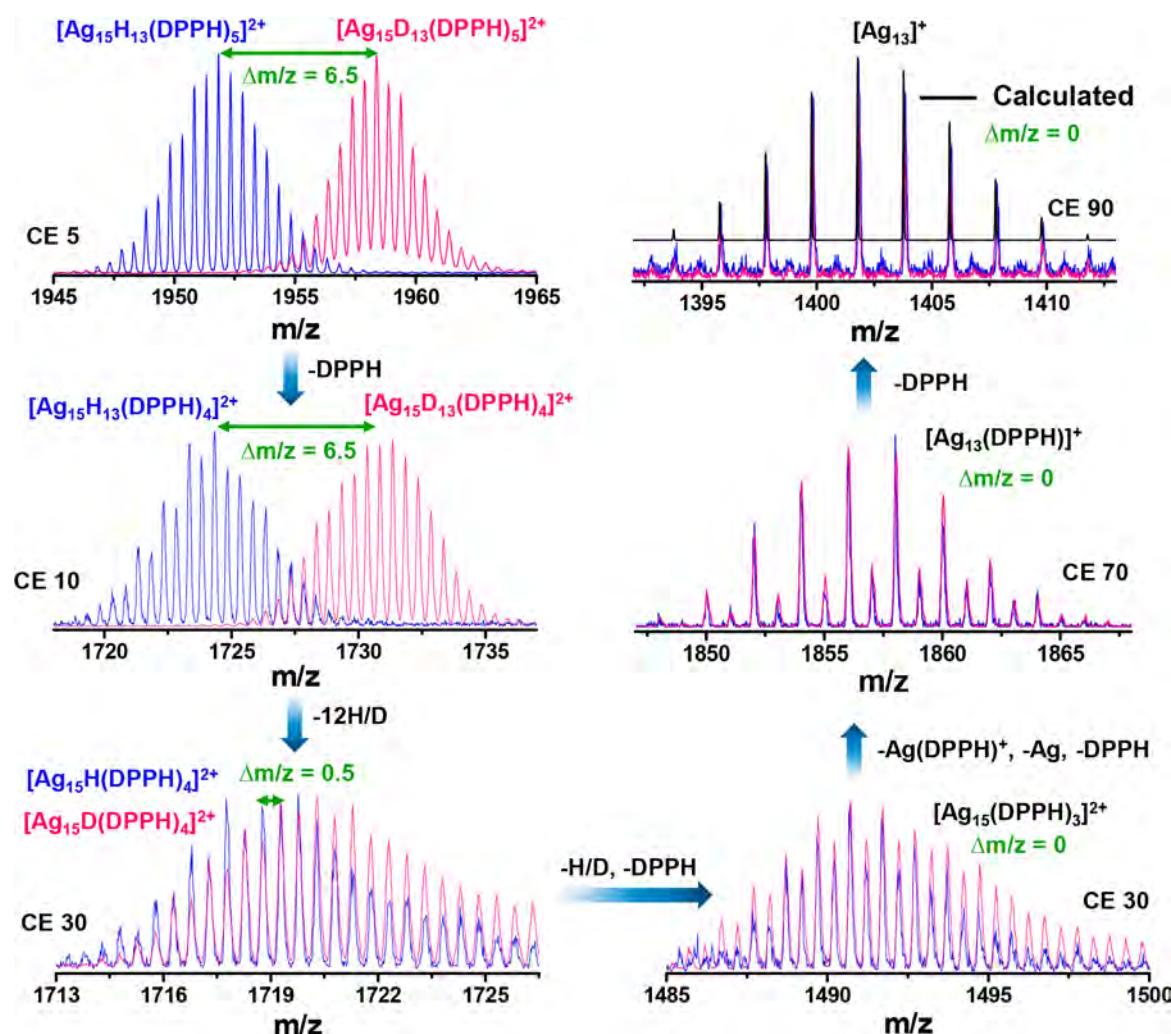 [Ag₁₅H₁₃(DPPH)₅]²⁺
[Ag₁₅D₁₃(DPPH)₅]²⁺
Δm/z = 6.5
CE 5
1945 1950 1955 1960 1965
m/z
-DPPH
[Ag₁₅H₁₃(DPPH)₄]²⁺
[Ag₁₅D₁₃(DPPH)₄]²⁺
Δm/z = 6.5
CE 10
1720 1725 1730 1735
m/z
-12H/D
[Ag₁₅H(DPPH)₄]²⁺
Δm/z = 0.5
[Ag₁₅D(DPPH)₄]²⁺
CE 30
1713 1716 1719 1722 1725
m/z
-H/D, -DPPH
[Ag₁₅(DPPH)₃]²⁺
Δm/z = 0
CE 30
1485 1490 1495 1500
m/z
-Ag(DPPH)⁺, -Ag, -DPPH
[Ag₁₃(DPPH)]⁺
Δm/z = 0
CE 70
1850 1855 1860 1865
m/z
-DPPH
[Ag₁₃]⁺
Calculated
Δm/z = 0
CE 90
1395 1400 1405 1410
m/z